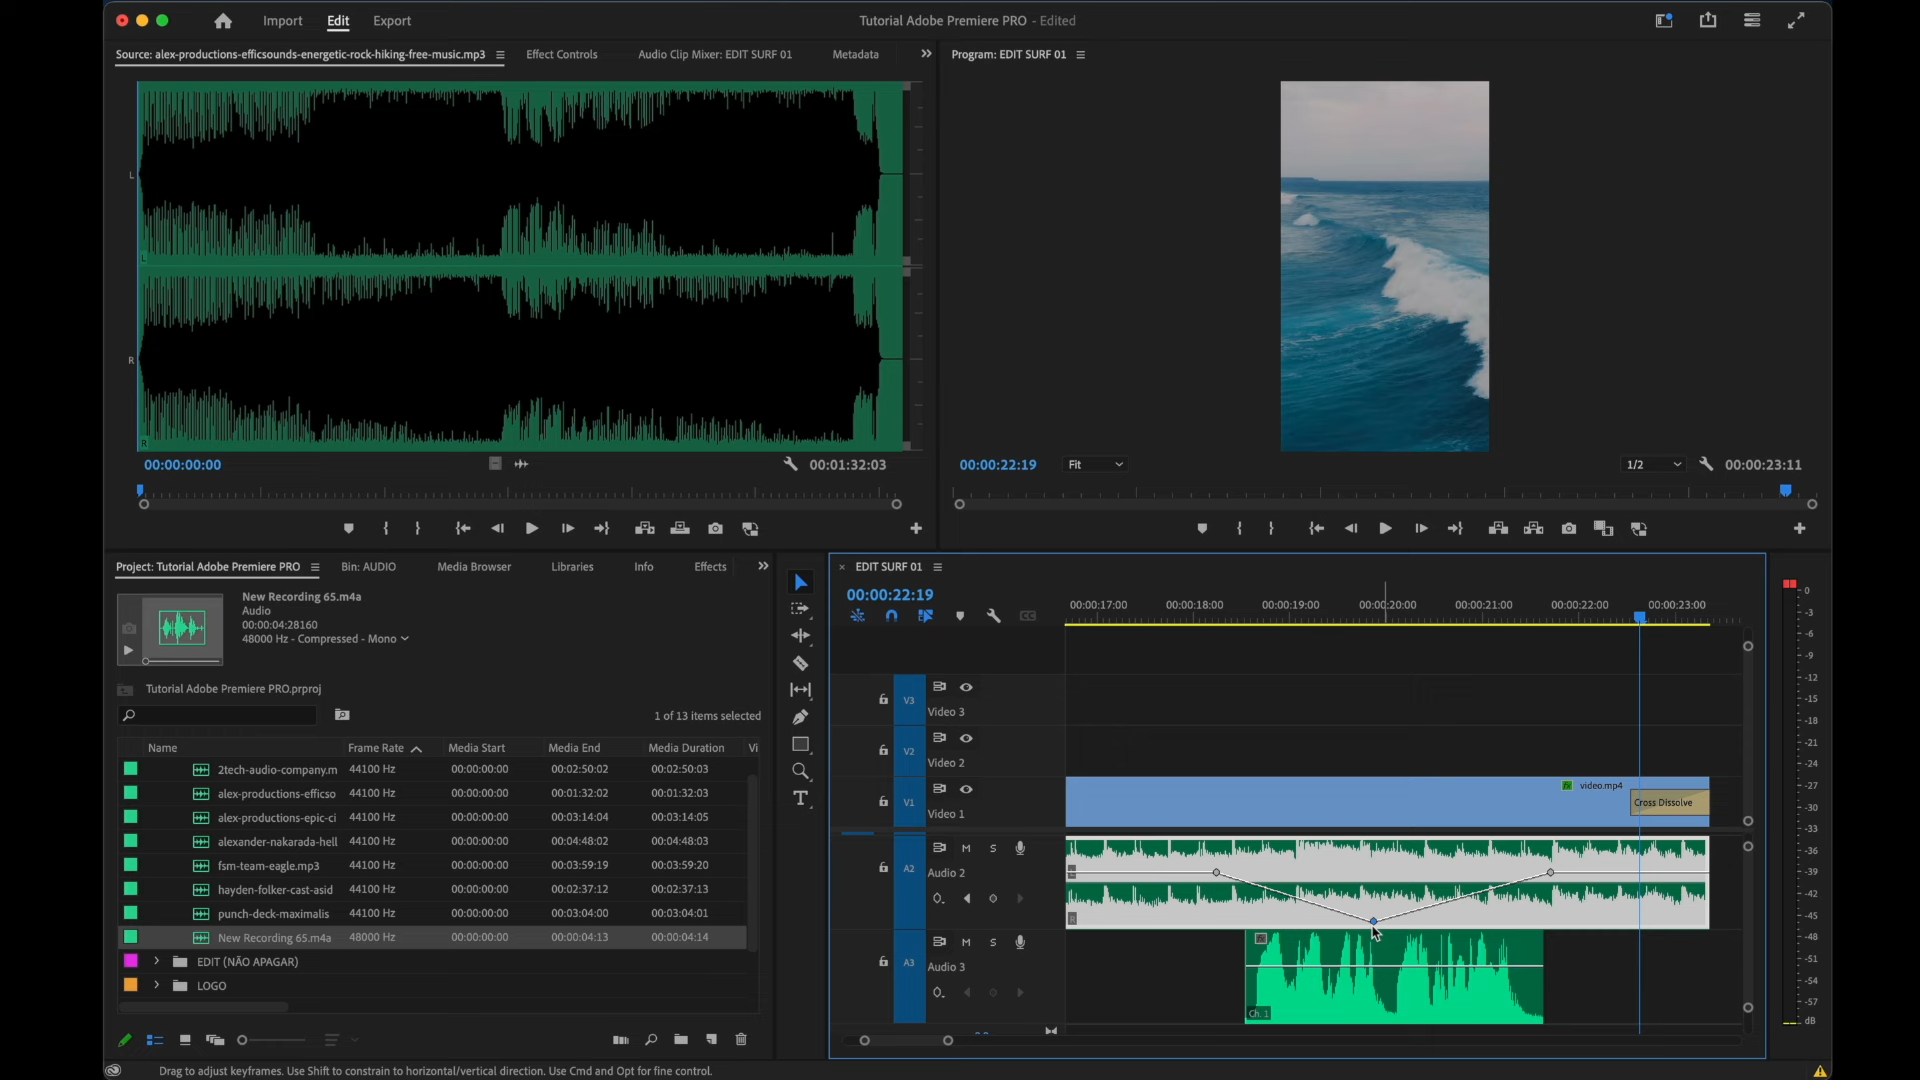 Import
Edit
Export
Tutorial Adobe Premiere PRO - Edited
Source: alex-productions-efficsounds-energetic-rock-hiking-free-music.mp3
Effect Controls
Audio Clip Mixer: EDIT SURF 01
Metadata
Program: EDIT SURF 01
L
L
R
R
00:00:00:00
00:01:32:03
00:00:22:19
Fit
1/2
00:00:23:11
Project: Tutorial Adobe Premiere PRO
Bin: AUDIO
Media Browser
Libraries
Info
Effects
New Recording 65.m4a
Audio
00:00:04:28160
48000 Hz - Compressed - Mono
Tutorial Adobe Premiere PRO.prproj
1 of 13 items selected
Name Frame Rate Media Start Media End Media Duration Vi
2tech-audio-company.m 44100 Hz 00:00:00:00 00:02:50:02 00:02:50:03
alex-productions-efficso 44100 Hz 00:00:00:00 00:01:32:02 00:01:32:03
alex-productions-epic-ci 44100 Hz 00:00:00:00 00:03:14:04 00:03:14:05
alexander-nakarada-hell 44100 Hz 00:00:00:00 00:04:48:02 00:04:48:03
fsm-team-eagle.mp3 44100 Hz 00:00:00:00 00:03:59:19 00:03:59:20
hayden-folker-cast-asid 44100 Hz 00:00:00:00 00:02:37:12 00:02:37:13
punch-deck-maximalis 44100 Hz 00:00:00:00 00:03:04:00 00:03:04:01
New Recording 65.m4a 48000 Hz 00:00:00:00 00:00:04:13 00:00:04:14
EDIT (NÃO APAGAR)
LOGO
EDIT SURF 01
00:00:22:19
00:00:17:00 00:00:18:00 00:00:19:00 00:00:20:00 00:00:21:00 00:00:22:00 00:00:23:00
V3
Video 3
V2
Video 2
V1
Video 1
fx video.mp4
Cross Dissolve
A2
M S
Audio 2
R
A3
M S
Audio 3
Ch. 1
0
-3
-6
-9
-12
-15
-18
-21
-24
-27
-30
-33
-36
-39
-42
-45
-48
-51
-54
-57
dB
Drag to adjust keyframes. Use Shift to constrain to horizontal/vertical direction. Use Cmd and Opt for fine control.